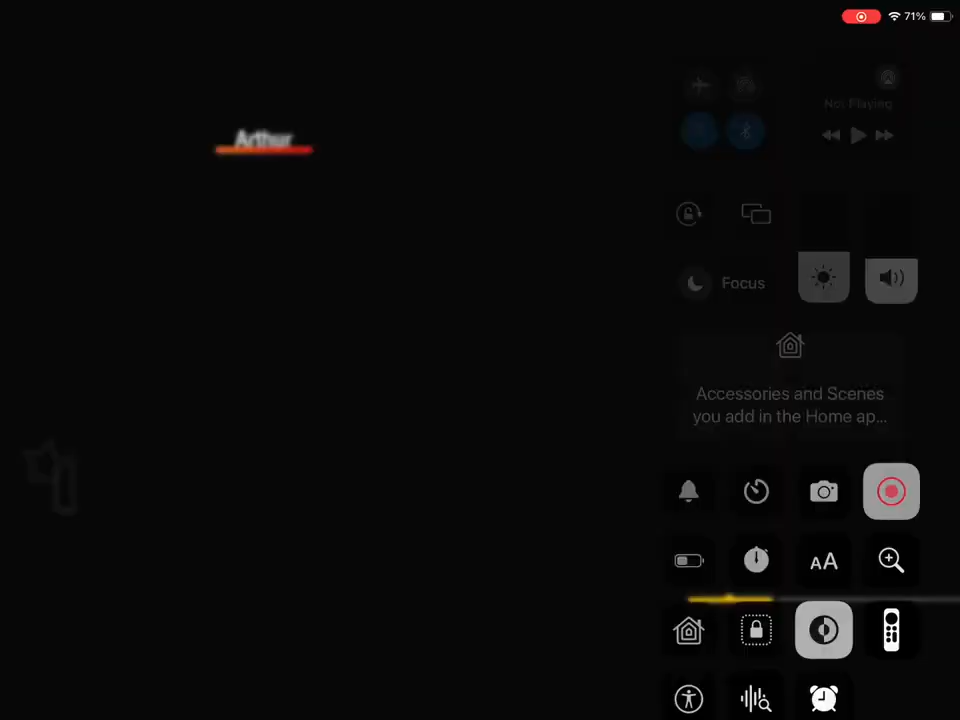 71%
Arthur
Not Playing
Focus
Accessories and Scenes
you add in the Home ap...
AA